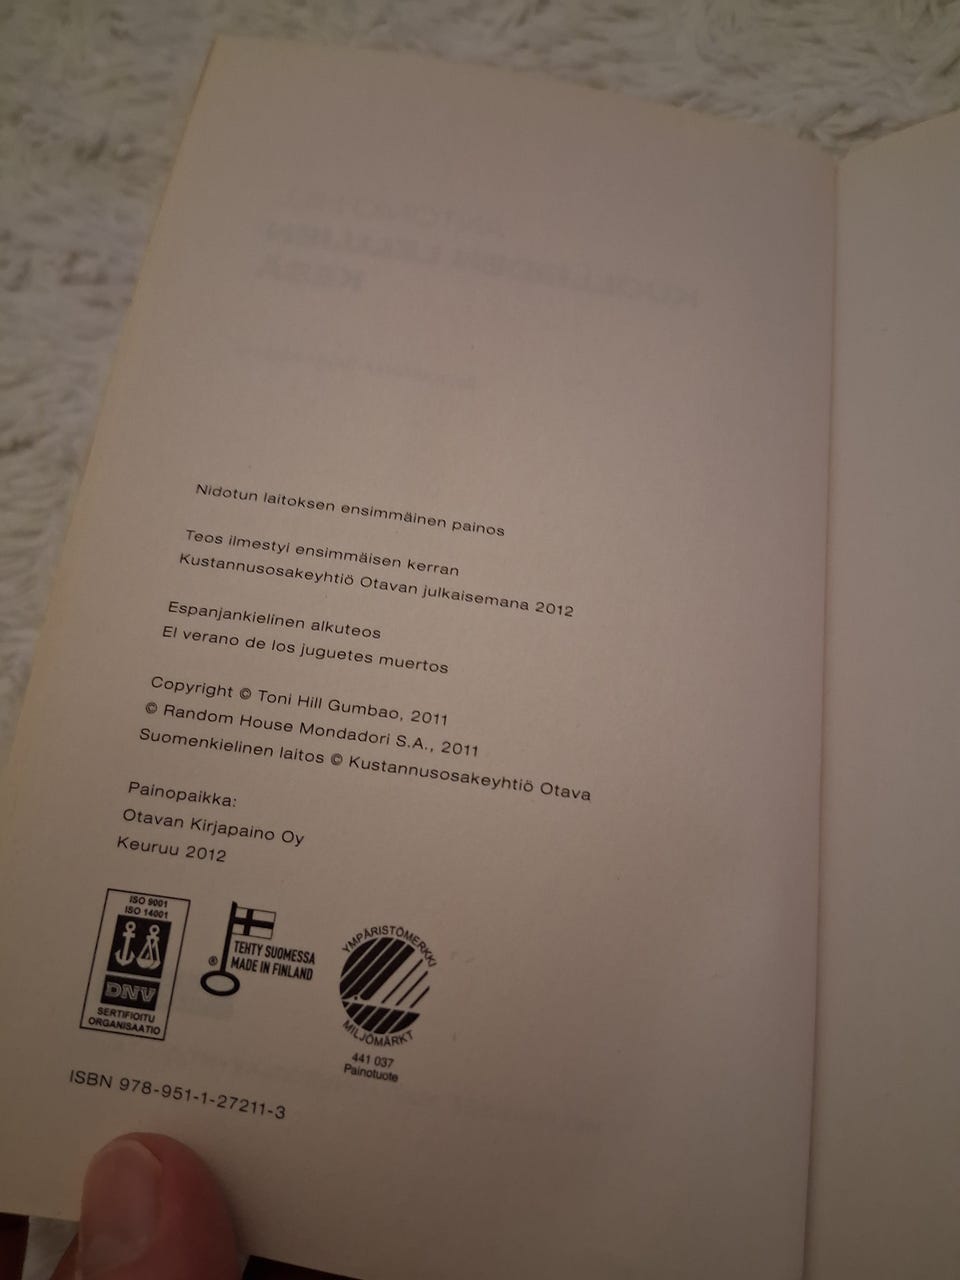 Nidotun laitoksen ensimmäinen painos
Teos ilmestyi ensimmäisen kerran
Kustannusosakeyhtiö Otavan julkaisemana 2012
Espanjankielinen alkuteos
El verano de los juguetes muertos
Copyright © Toni Hill Gumbao, 2011
© Random House Mondadori S.A., 2011
Suomenkielinen laitos © Kustannusosakeyhtiö Otava
Painopaikka:
Otavan Kirjapaino Oy
Keuruu 2012
ISO 9001
ISO 14001
DNV
SERTIFIOITU
ORGANISAATIO
® TEHTY SUOMESSA
MADE IN FINLAND
YMPÄRISTÖMERKKI
MILJÖMÄRKT
441 037
Painotuote
ISBN 978-951-1-27211-3